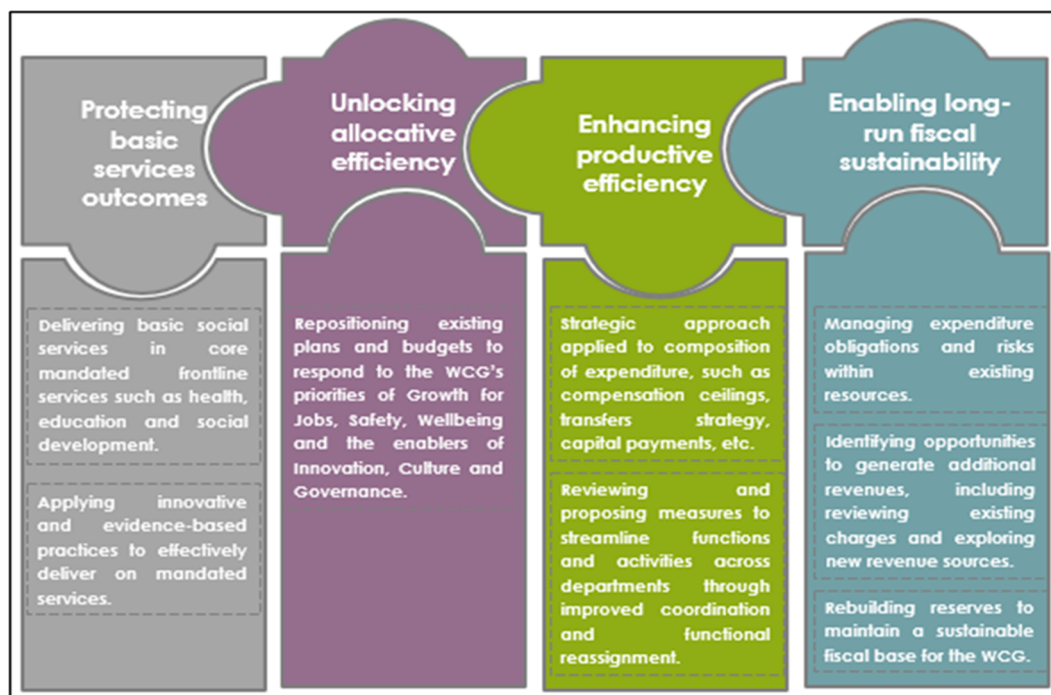 Protecting
basic
services
outcomes
Delivering basic social
services in core
mandated frontline
services such as health,
education and social
development.
Applying innovative
and evidence-based
practices to effectively
deliver on mandated
services.
Unlocking
allocative
efficiency
Repositioning existing
plans and budgets to
respond to the WCG's
priorities of Growth for
Jobs, Safety, Wellbeing
and the enablers of
Innovation, Culture and
Governance.
Enhancing
productive
efficiency
Strategic approach
applied to composition
of expenditure, such as
compensation ceilings,
transfers strategy,
capital payments, etc.
Reviewing and
proposing measures to
streamline functions
and activities across
departments through
improved coordination
and functional
reassignment.
Enabling long-
run fiscal
sustainability
Managing expenditure
obligations and risks
within existing
resources.
Identifying opportunities
to generate additional
revenues, including
reviewing existing
charges and exploring
new revenue sources.
Rebuilding reserves to
maintain a sustainable
fiscal base for the WCG.